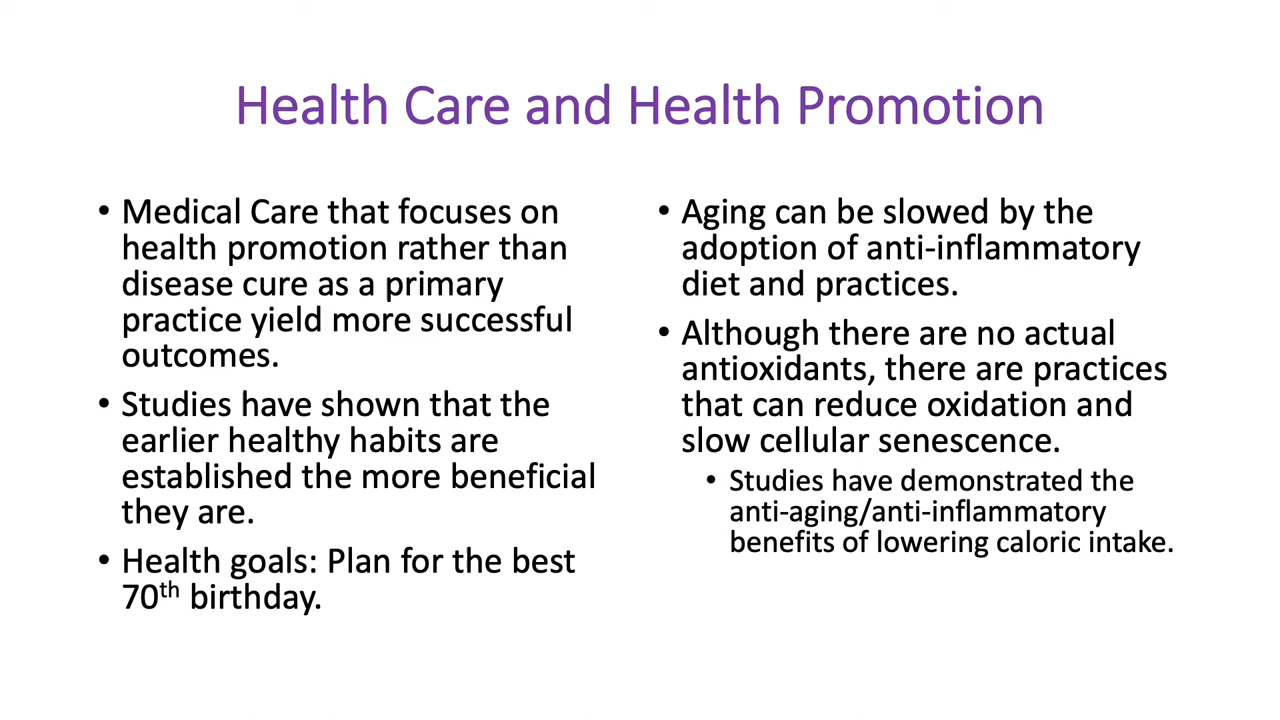 Health Care and Health Promotion
• Medical Care that focuses on
health promotion rather than
disease cure as a primary
practice yield more successful
outcomes.
• Studies have shown that the
earlier healthy habits are
established the more beneficial
they are.
• Health goals: Plan for the best
70th birthday.
• Aging can be slowed by the
adoption of anti-inflammatory
diet and practices.
• Although there are no actual
antioxidants, there are practices
that can reduce oxidation and
slow cellular senescence.
• Studies have demonstrated the
anti-aging/anti-inflammatory
benefits of lowering caloric intake.